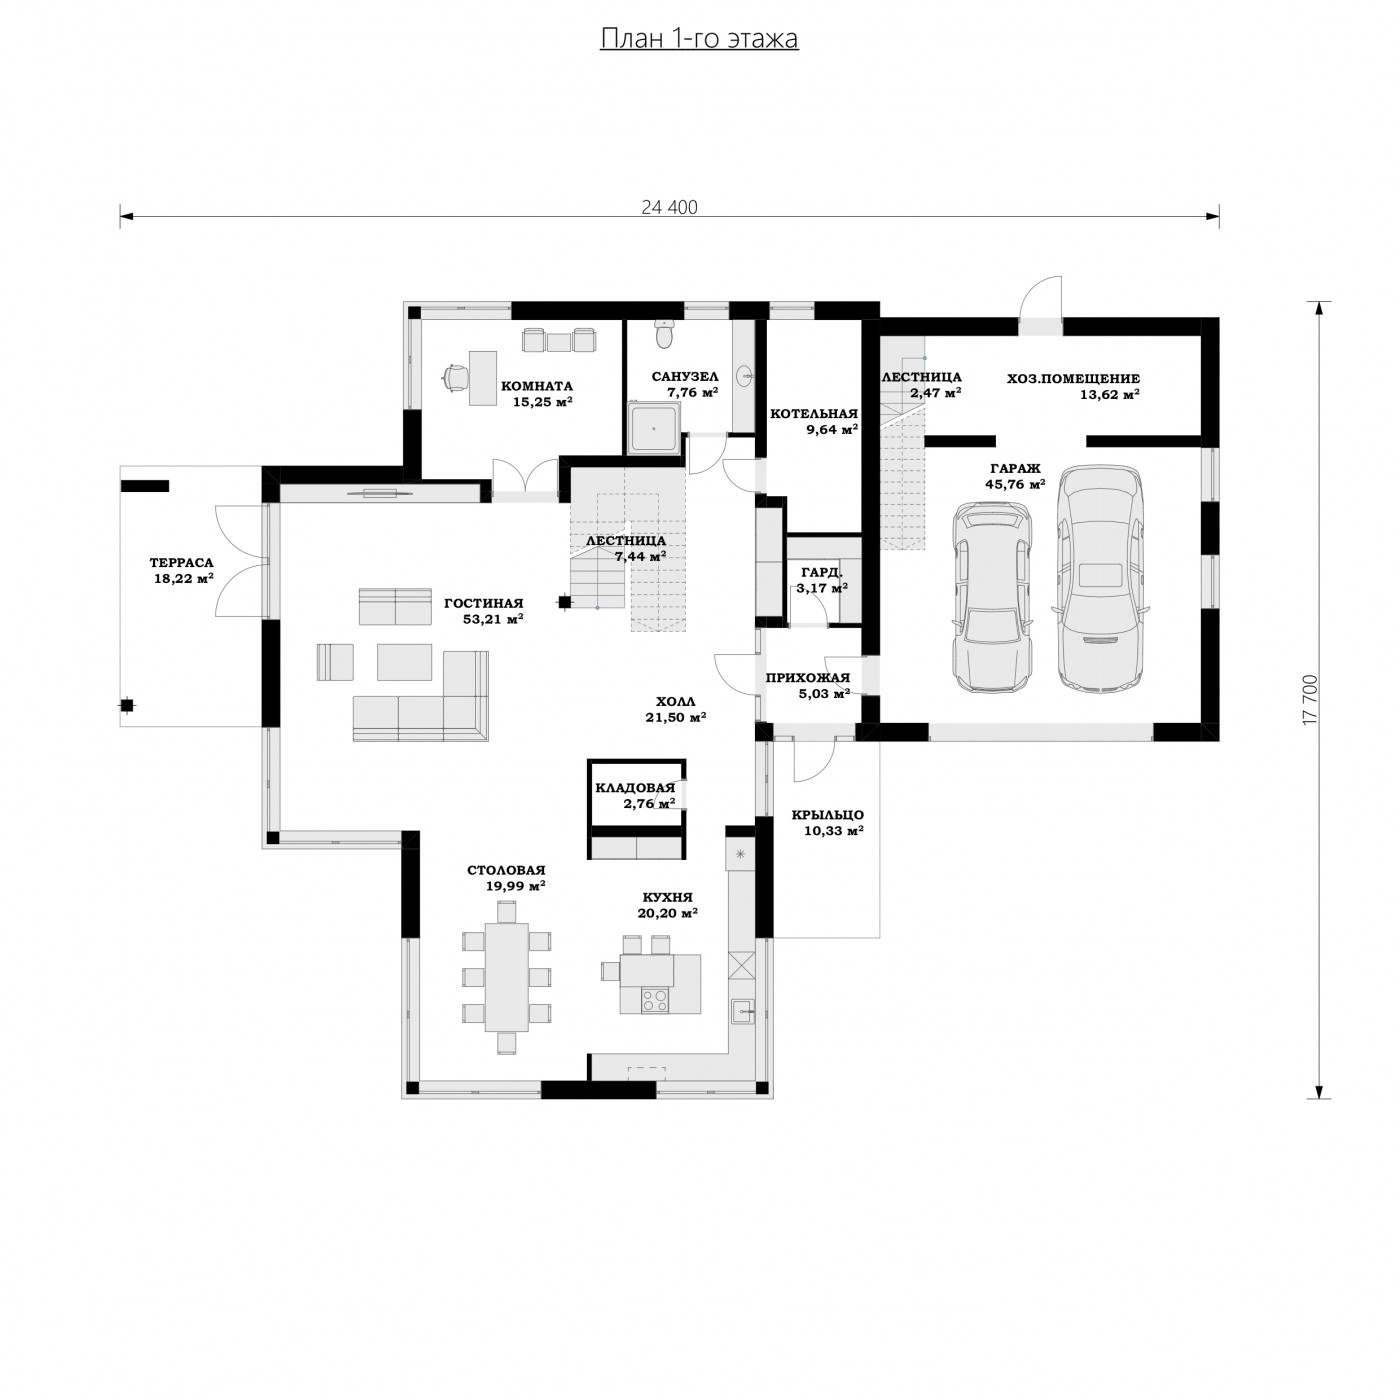 План 1-го этажа
24 400
17 700
КОМНАТА
15,25 м²
САНУЗЕЛ
7,76 м²
КОТЕЛЬНАЯ
9,64 м²
ЛЕСТНИЦА
2,47 м²
ХОЗ.ПОМЕЩЕНИЕ
13,62 м²
ГАРАЖ
45,76 м²
ТЕРРАСА
18,22 м²
ЛЕСТНИЦА
7,44 м²
ГАРД.
3,17 м²
ГОСТИНАЯ
53,21 м²
ПРИХОЖАЯ
5,03 м²
ХОЛЛ
21,50 м²
КЛАДОВАЯ
2,76 м²
КРЫЛЬЦО
10,33 м²
СТОЛОВАЯ
19,99 м²
КУХНЯ
20,20 м²